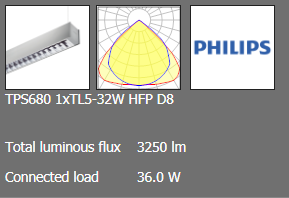 PHILIPS
TPS680 1xTL5-32W HFP D8
Total luminous flux 3250 lm
Connected load 36.0 W